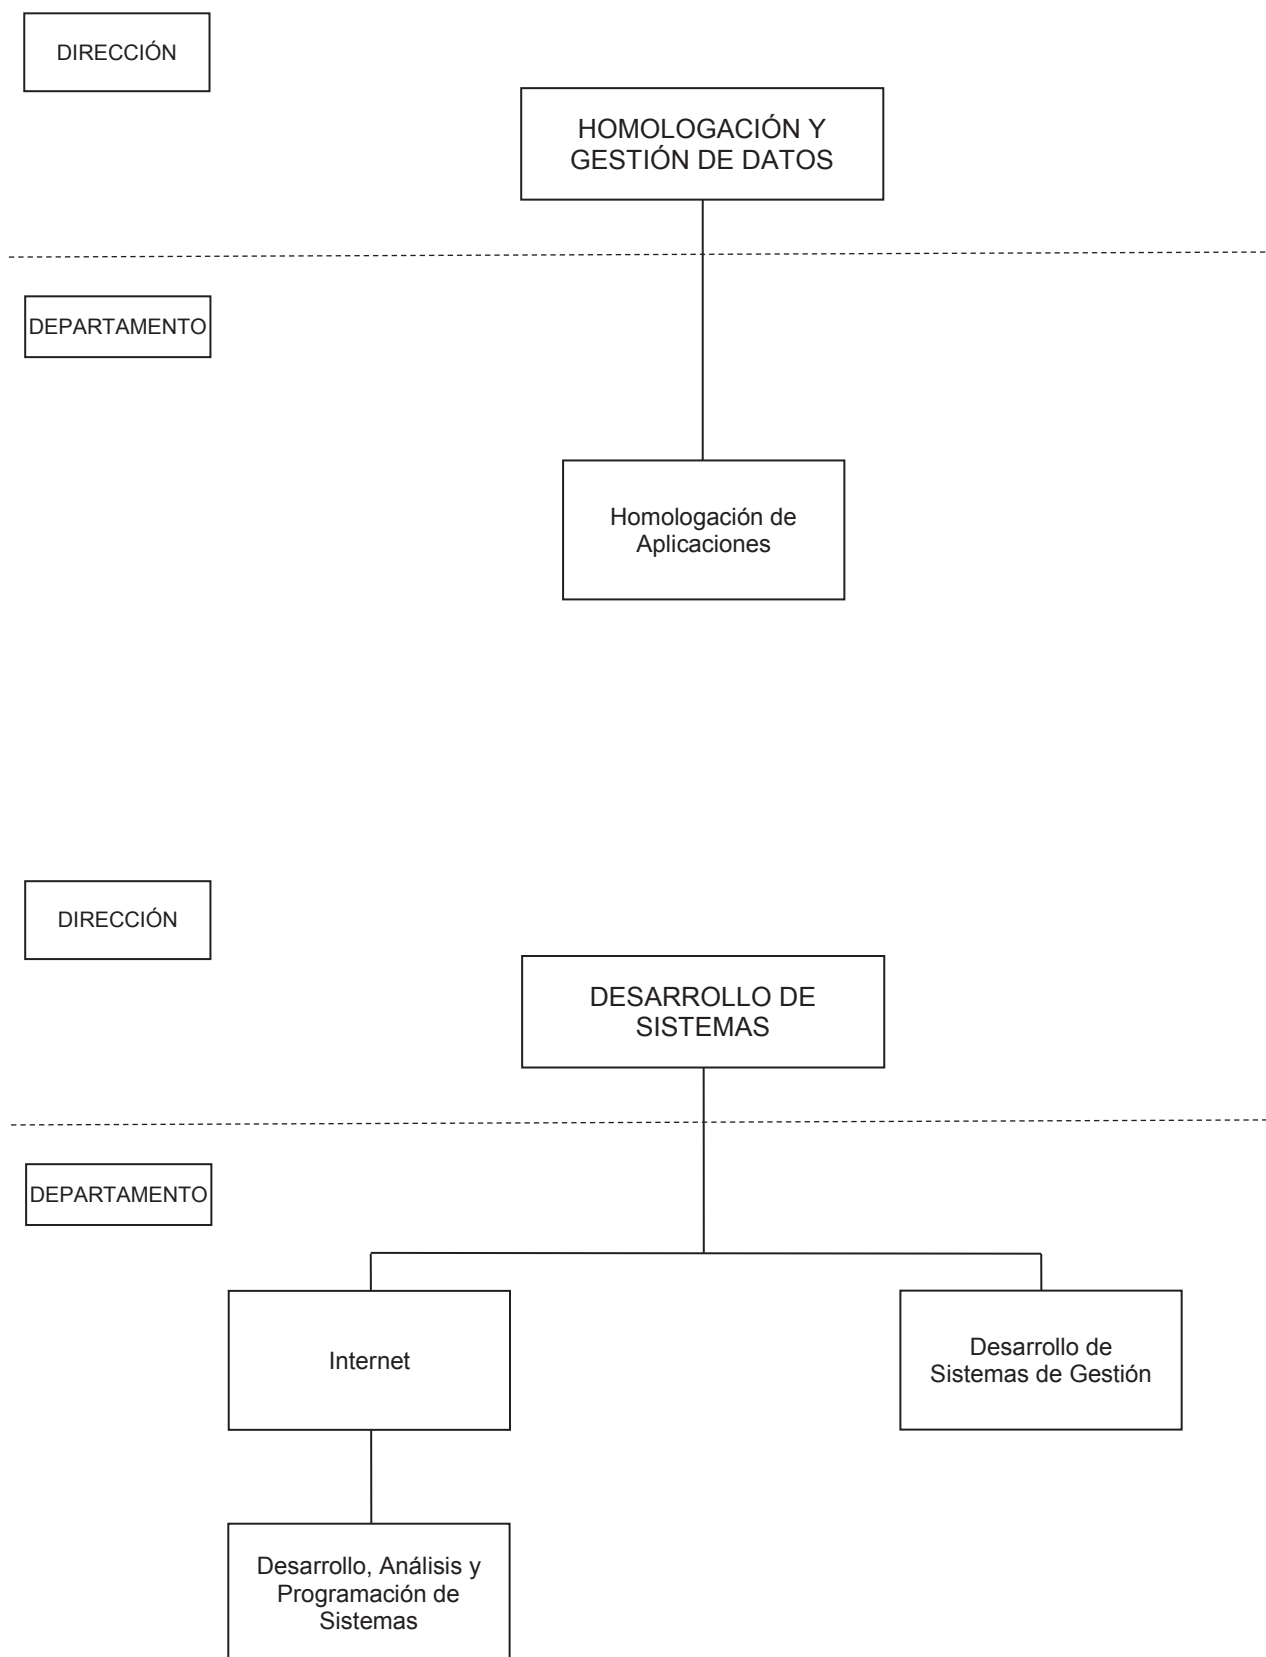 DIRECCIÓN
HOMOLOGACIÓN Y
GESTIÓN DE DATOS
DEPARTAMENTO
Homologación de
Aplicaciones
DIRECCIÓN
DESARROLLO DE
SISTEMAS
DEPARTAMENTO
Internet
Desarrollo de
Sistemas de Gestión
Desarrollo, Análisis y
Programación de
Sistemas